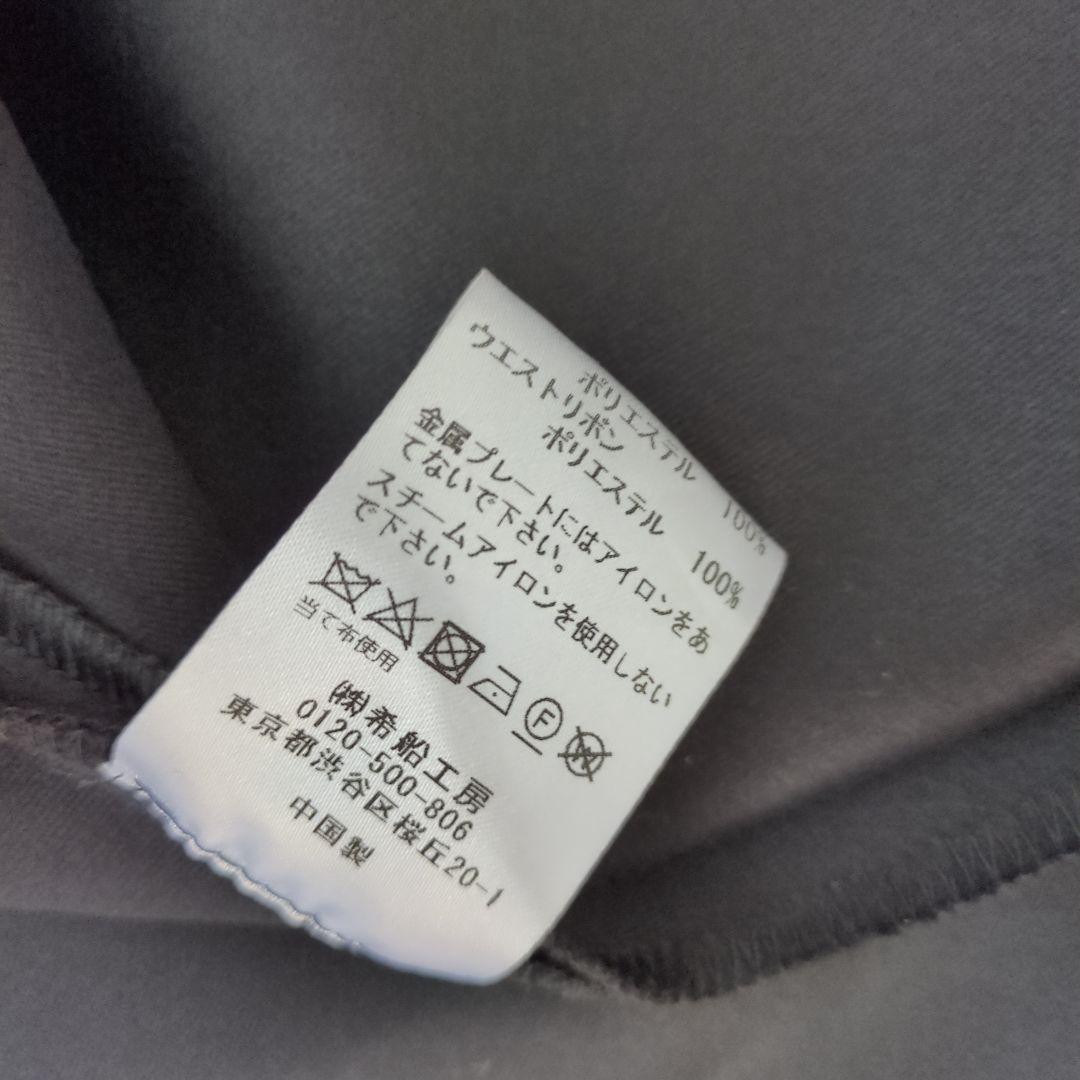 ポリエステル 100%
ウエストリボン
ポリエステル 100%
金属プレートにはアイロンをあ
てないで下さい。
スチームアイロンを使用しない
で下さい。
F
W
当て布使用
㈱希船工房
0120-500-806
東京都渋谷区桜丘20-1
中国製